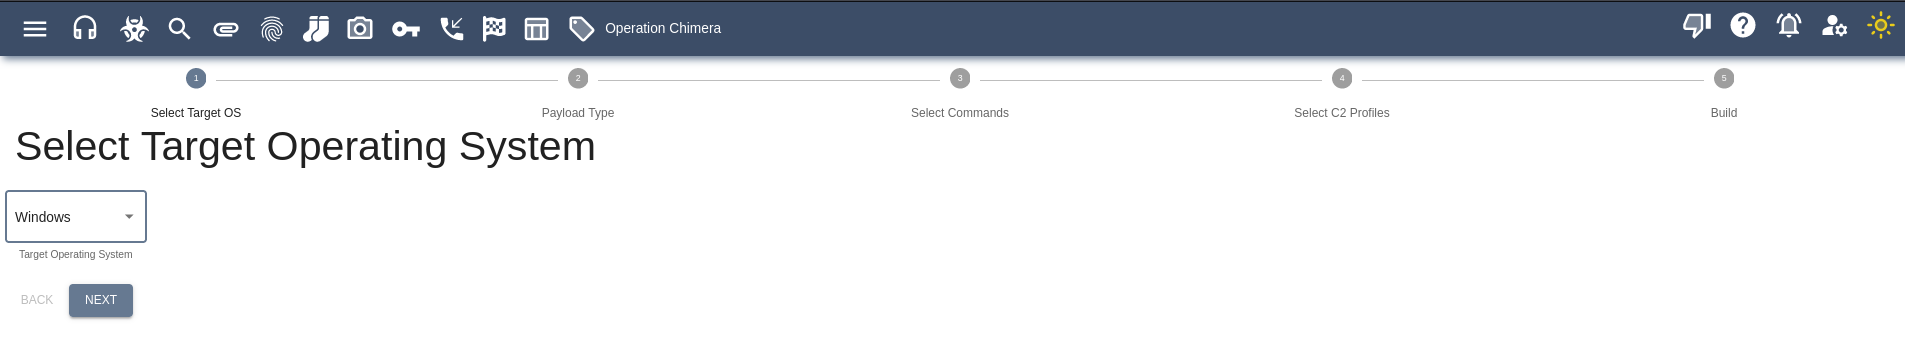 Operation Chimera
1
2
3
4
5
Select Target OS
Payload Type
Select Commands
Select C2 Profiles
Build
Select Target Operating System
Windows
Target Operating System
BACK
NEXT